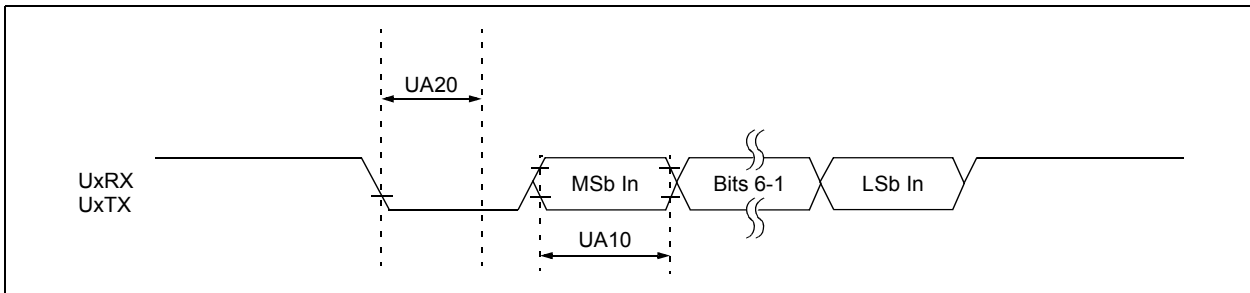 UA20
UxRX
UxTX
MSb In
Bits 6-1
LSb In
UA10